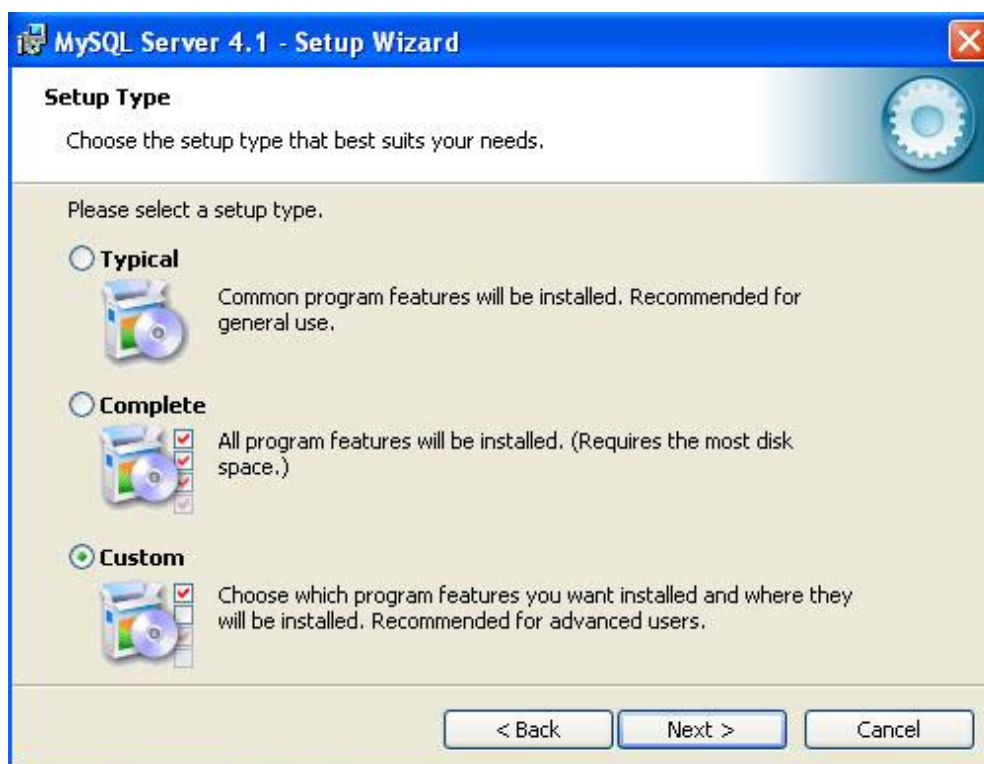 MySQL Server 4.1 - Setup Wizard
Setup Type
Choose the setup type that best suits your needs.
Please select a setup type.
Typical
Common program features will be installed. Recommended for
general use.
Complete
All program features will be installed. (Requires the most disk
space.)
Custom
Choose which program features you want installed and where they
will be installed. Recommended for advanced users.
< Back Next > Cancel